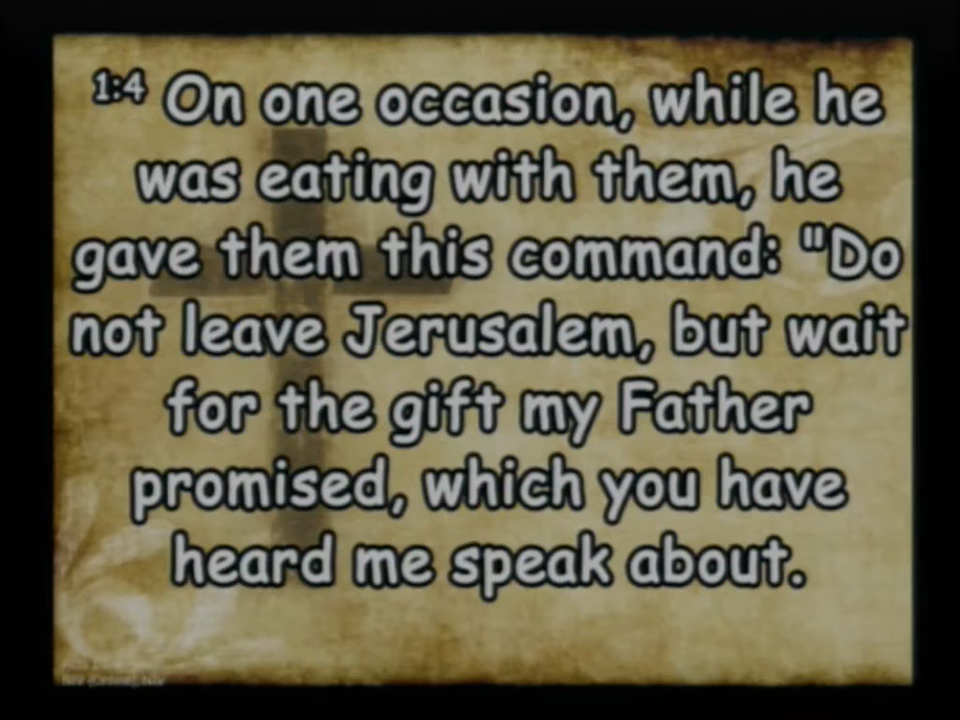 1:4 On one occasion, while he
was eating with them, he
gave them this command: "Do
not leave Jerusalem, but wait
for the gift my Father
promised, which you have
heard me speak about.